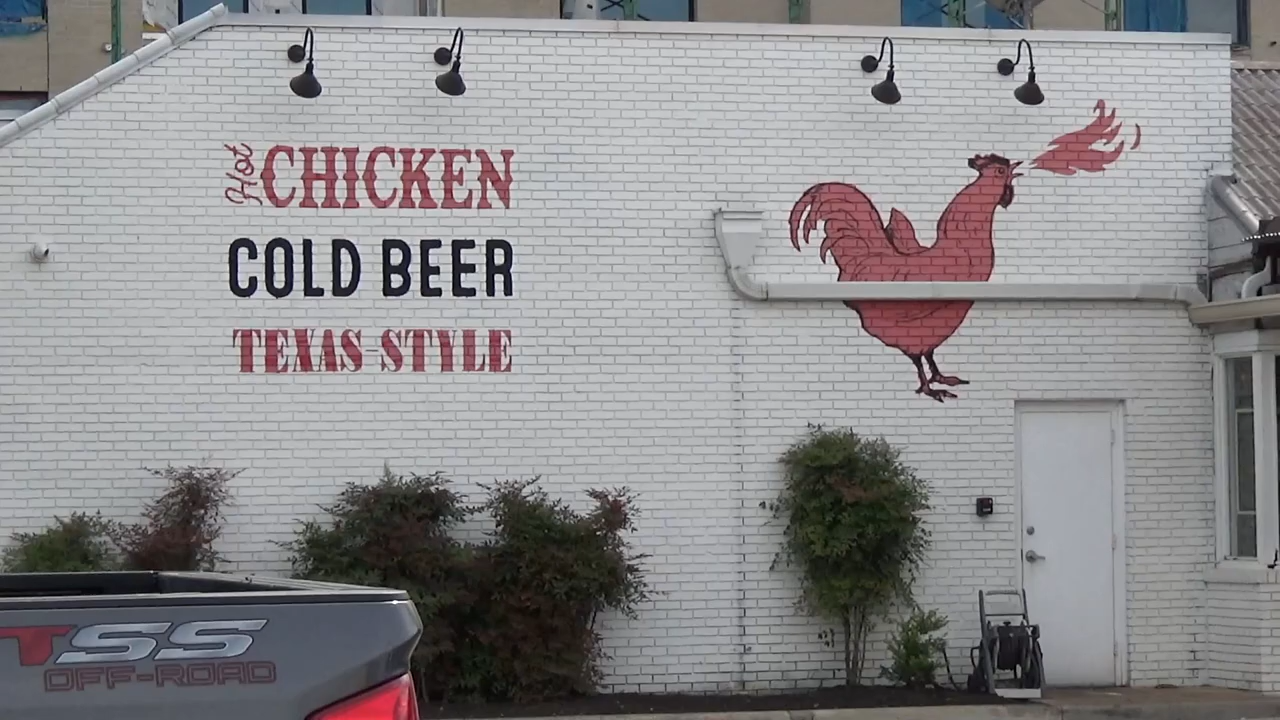 Hot CHICKEN
COLD BEER
TEXAS-STYLE
TSS
OFF-ROAD